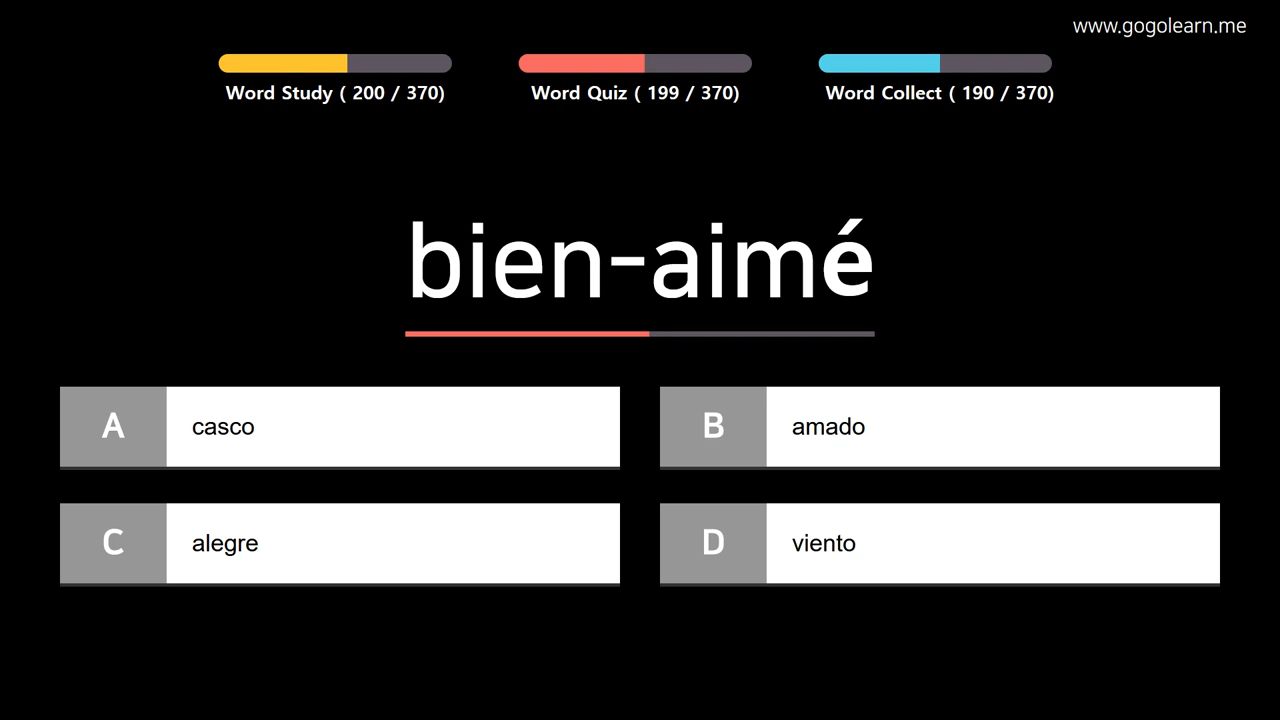 www.gogolearn.me
Word Study ( 200 / 370)
Word Quiz ( 199 / 370)
Word Collect ( 190 / 370)
bien-aimé
A
casco
B
amado
C
alegre
D
viento